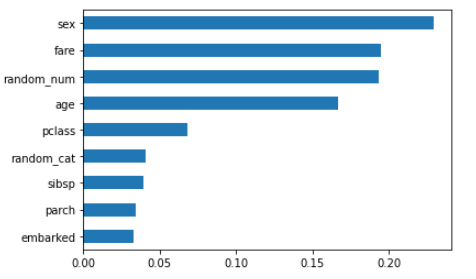 sex
fare
random_num
age
pclass
random_cat
sibsp
parch
embarked
0.00 0.05 0.10 0.15 0.20